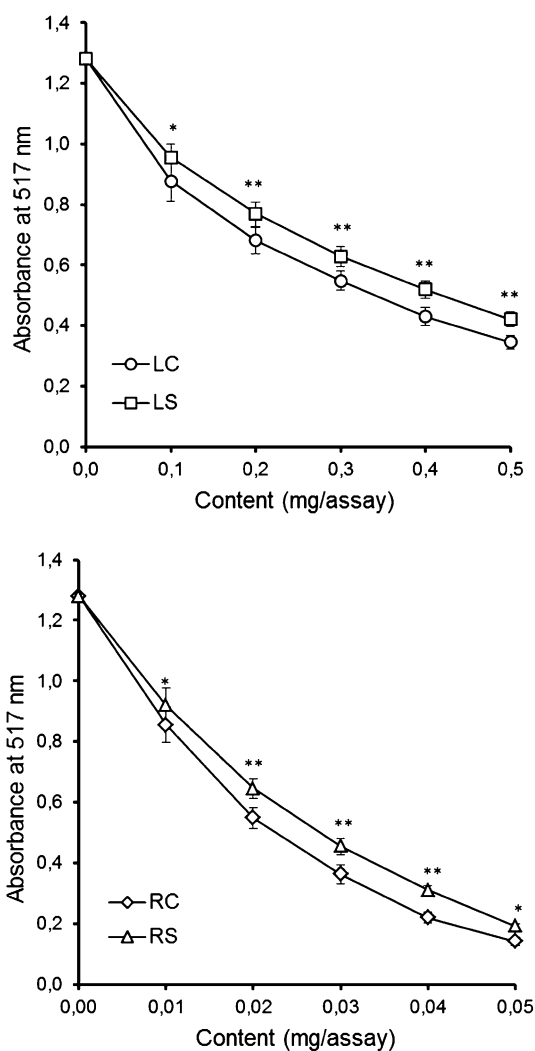 1,4
1,2
1,0
0,8
0,6
0,4
0,2
0,0
Absorbance at 517 nm
*
**
**
**
**
LC
LS
0,0 0,1 0,2 0,3 0,4 0,5
Content (mg/assay)
1,4
1,2
1,0
0,8
0,6
0,4
0,2
0,0
Absorbance at 517 nm
*
**
**
**
*
RC
RS
0,00 0,01 0,02 0,03 0,04 0,05
Content (mg/assay)